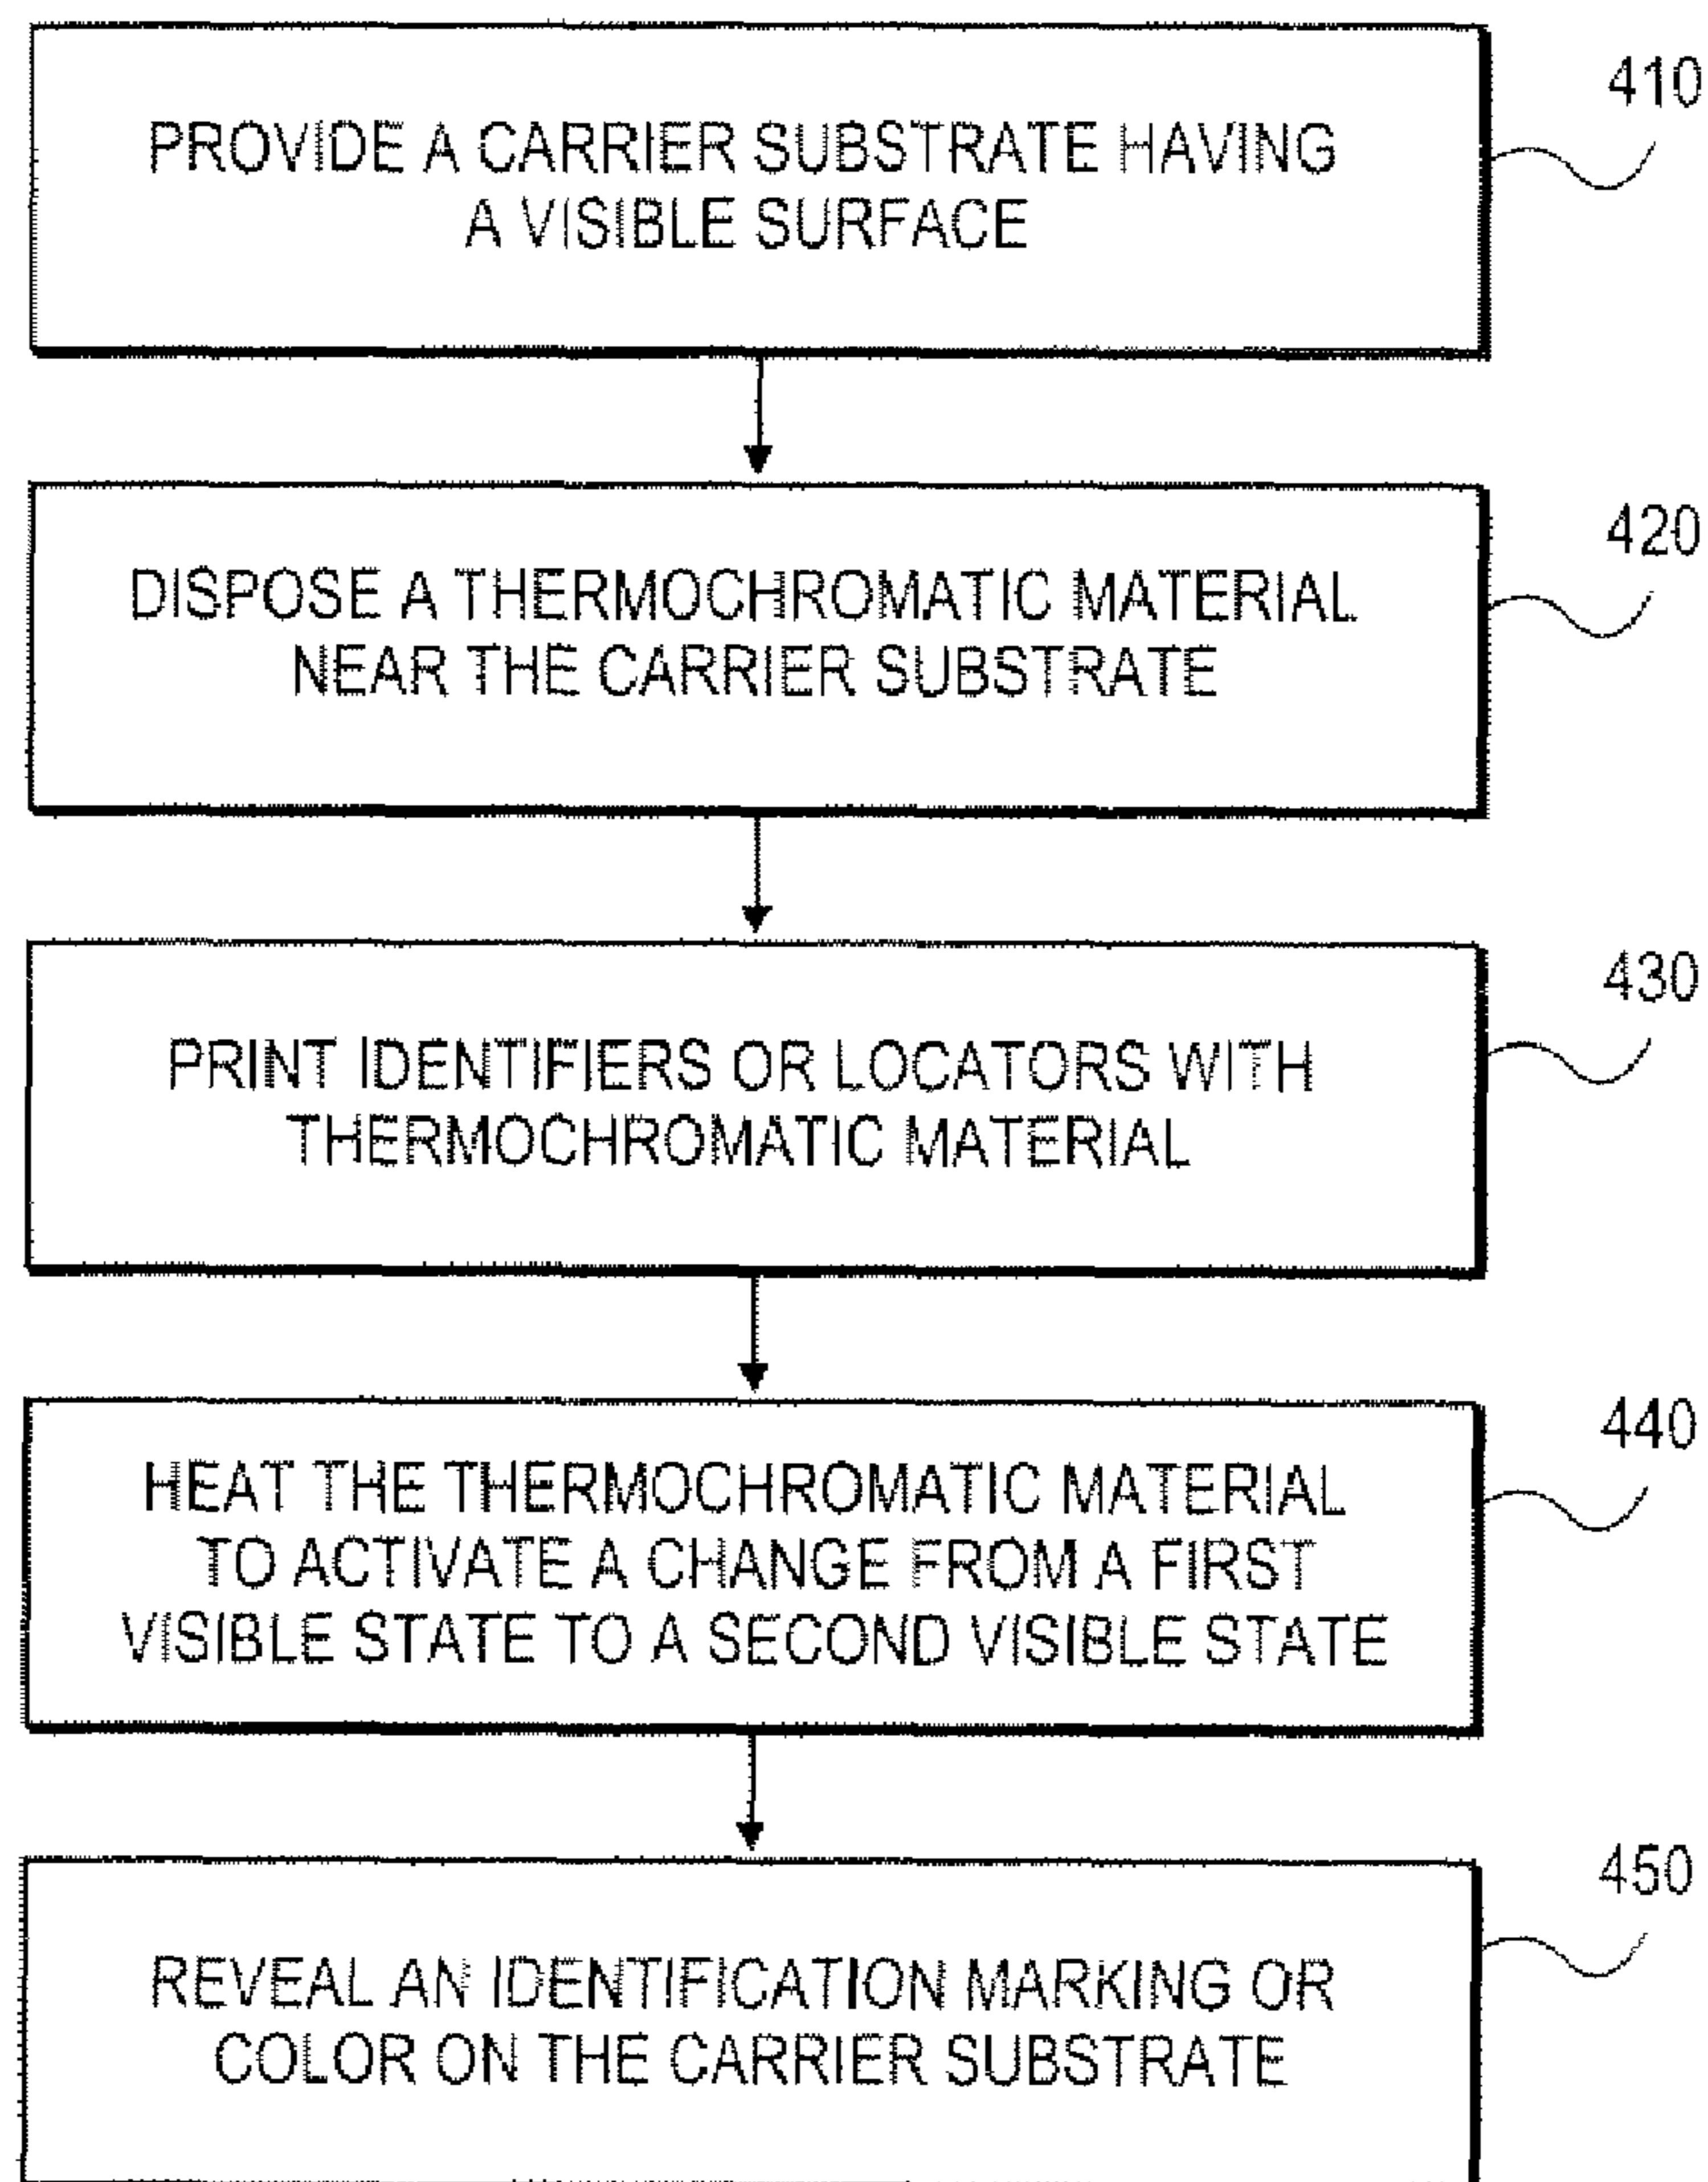 410
PROVIDE A CARRIER SUBSTRATE HAVING
A VISIBLE SURFACE
420
DISPOSE A THERMOCHROMATIC MATERIAL
NEAR THE CARRIER SUBSTRATE
430
PRINT IDENTIFIERS OR LOCATORS WITH
THERMOCHROMATIC MATERIAL
440
HEAT THE THERMOCHROMATIC MATERIAL
TO ACTIVATE A CHANGE FROM A FIRST
VISIBLE STATE TO A SECOND VISIBLE STATE
450
REVEAL AN IDENTIFICATION MARKING OR
COLOR ON THE CARRIER SUBSTRATE